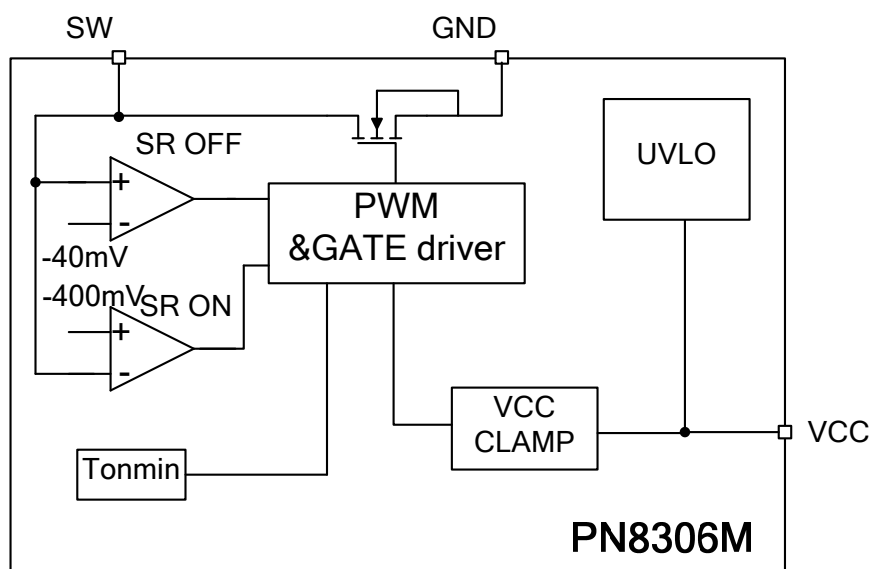 SW
GND
SR OFF
UVLO
+
-
PWM
&GATE driver
-40mV
-400mV
SR ON
+
-
VCC
CLAMP
VCC
Tonmin
PN8306M